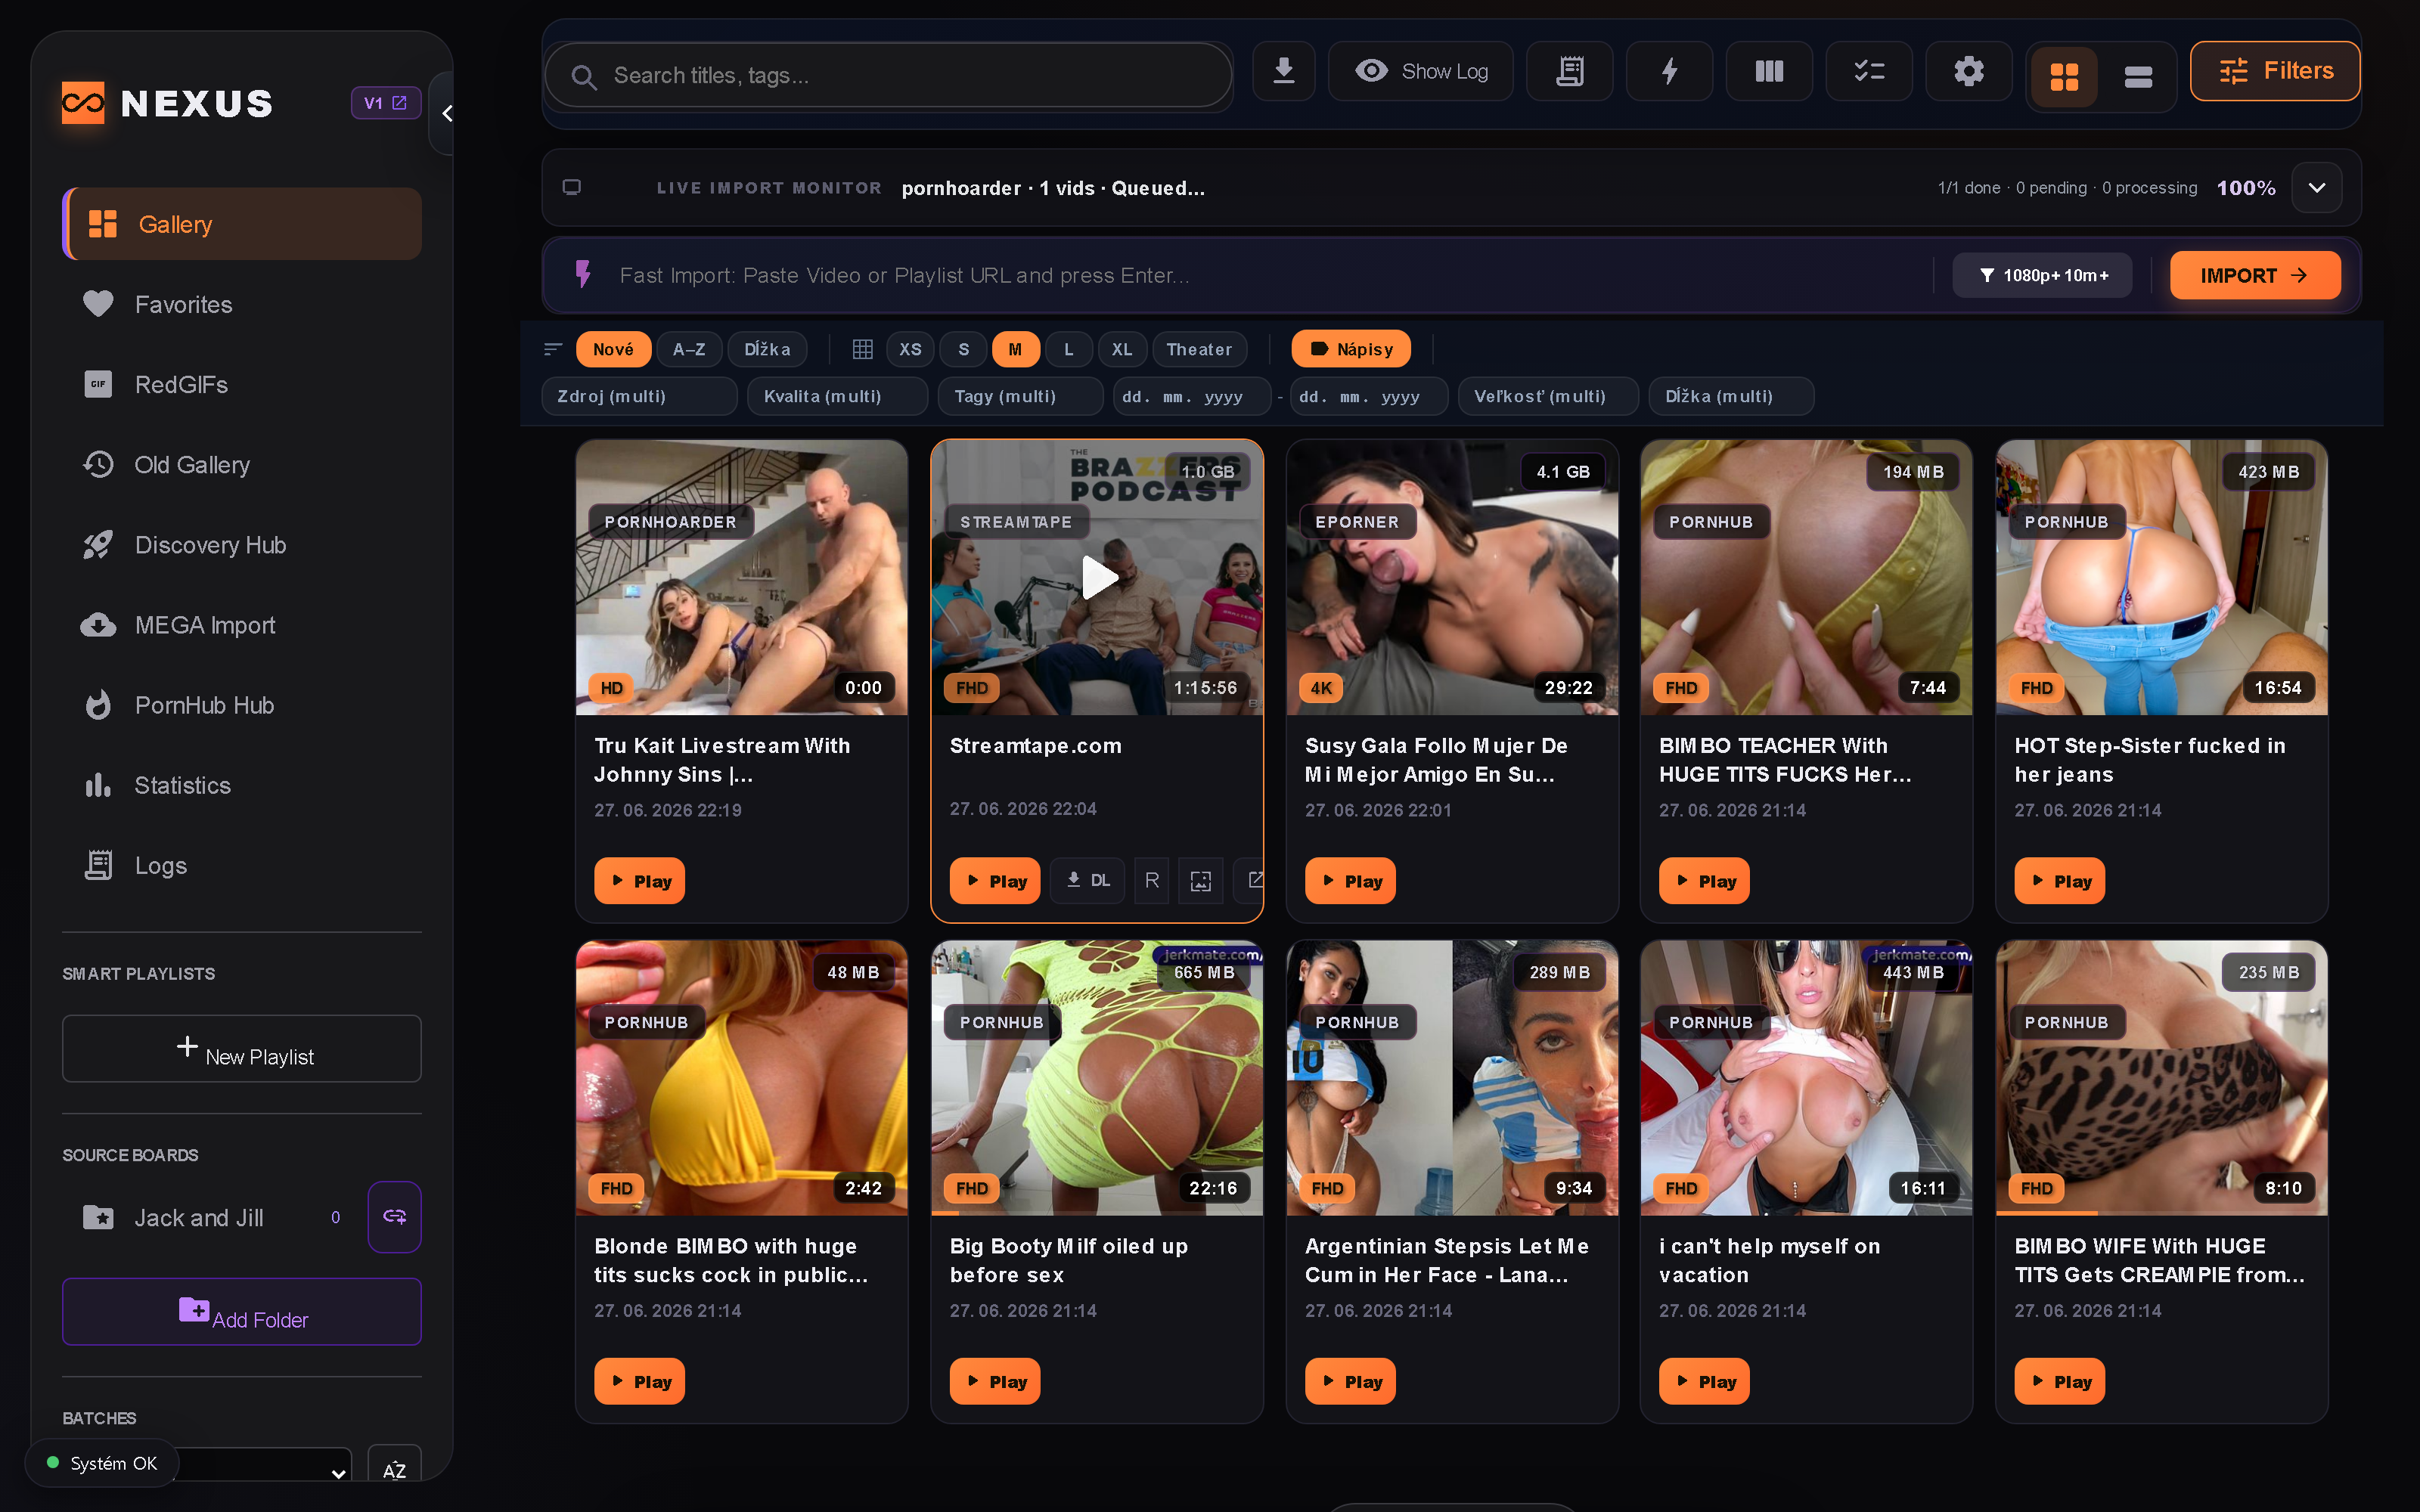 NEXUS
V1
Gallery
Favorites
GIF
RedGIFs
Old Gallery
Discovery Hub
MEGA Import
PornHub Hub
Statistics
Logs
SMART PLAYLISTS
New Playlist
SOURCE BOARDS
Jack and Jill 0
Add Folder
BATCHES
Systém OK
AZ
Search titles, tags...
Show Log
Filters
LIVE IMPORT MONITOR pornhoarder · 1 vids · Queued...
1/1 done · 0 pending · 0 processing 100%
Fast Import: Paste Video or Playlist URL and press Enter...
1080p+ 10m+
IMPORT
Nové A–Z Dĺžka XS S M L XL Theater Nápisy
Zdroj (multi) Kvalita (multi) Tagy (multi) dd. mm. yyyy - dd. mm. yyyy Veľkosť (multi) Dĺžka (multi)
PORNHOARDER
HD
0:00
Tru Kait Livestream With
Johnny Sins |...
27. 06. 2026 22:19
Play
THE
BRAZZERS
PODCAST
1.0 GB
STREAMTAPE
FHD
1:15:56
Streamtape.com
27. 06. 2026 22:04
Play DL R
4.1 GB
EPORNER
4K
29:22
Susy Gala Follo Mujer De
Mi Mejor Amigo En Su...
27. 06. 2026 22:01
Play
194 MB
PORNHUB
FHD
7:44
BIMBO TEACHER With
HUGE TITS FUCKS Her...
27. 06. 2026 21:14
Play
423 MB
PORNHUB
FHD
16:54
HOT Step-Sister fucked in
her jeans
27. 06. 2026 21:14
Play
48 MB
PORNHUB
FHD
2:42
Blonde BIMBO with huge
tits sucks cock in public...
27. 06. 2026 21:14
Play
jerkmate.com/
665 MB
PORNHUB
FHD
22:16
Big Booty Milf oiled up
before sex
27. 06. 2026 21:14
Play
289 MB
PORNHUB
10
FHD
9:34
Argentinian Stepsis Let Me
Cum in Her Face - Lana...
27. 06. 2026 21:14
Play
jerkmate.com/
443 MB
PORNHUB
FHD
16:11
i can't help myself on
vacation
27. 06. 2026 21:14
Play
235 MB
PORNHUB
FHD
8:10
BIMBO WIFE With HUGE
TITS Gets CREAMPIE from...
27. 06. 2026 21:14
Play